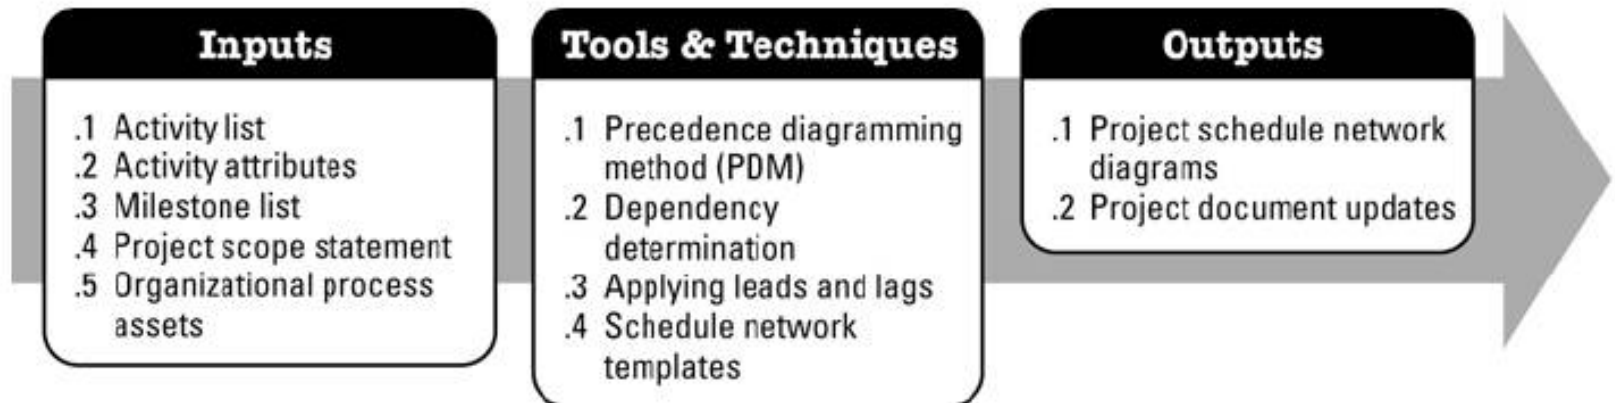 Inputs
.1 Activity list
.2 Activity attributes
.3 Milestone list
.4 Project scope statement
.5 Organizational process
assets
Tools & Techniques
.1 Precedence diagramming
method (PDM)
.2 Dependency
determination
.3 Applying leads and lags
.4 Schedule network
templates
Outputs
.1 Project schedule network
diagrams
.2 Project document updates